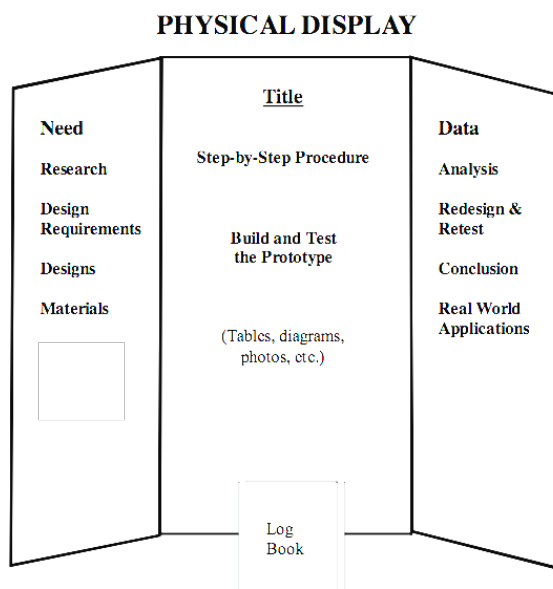 PHYSICAL DISPLAY
Need
Research
Design
Requirements
Designs
Materials
Title
Step-by-Step Procedure
Build and Test
the Prototype
(Tables, diagrams,
photos, etc.)
Log
Book
Data
Analysis
Redesign &
Retest
Conclusion
Real World
Applications